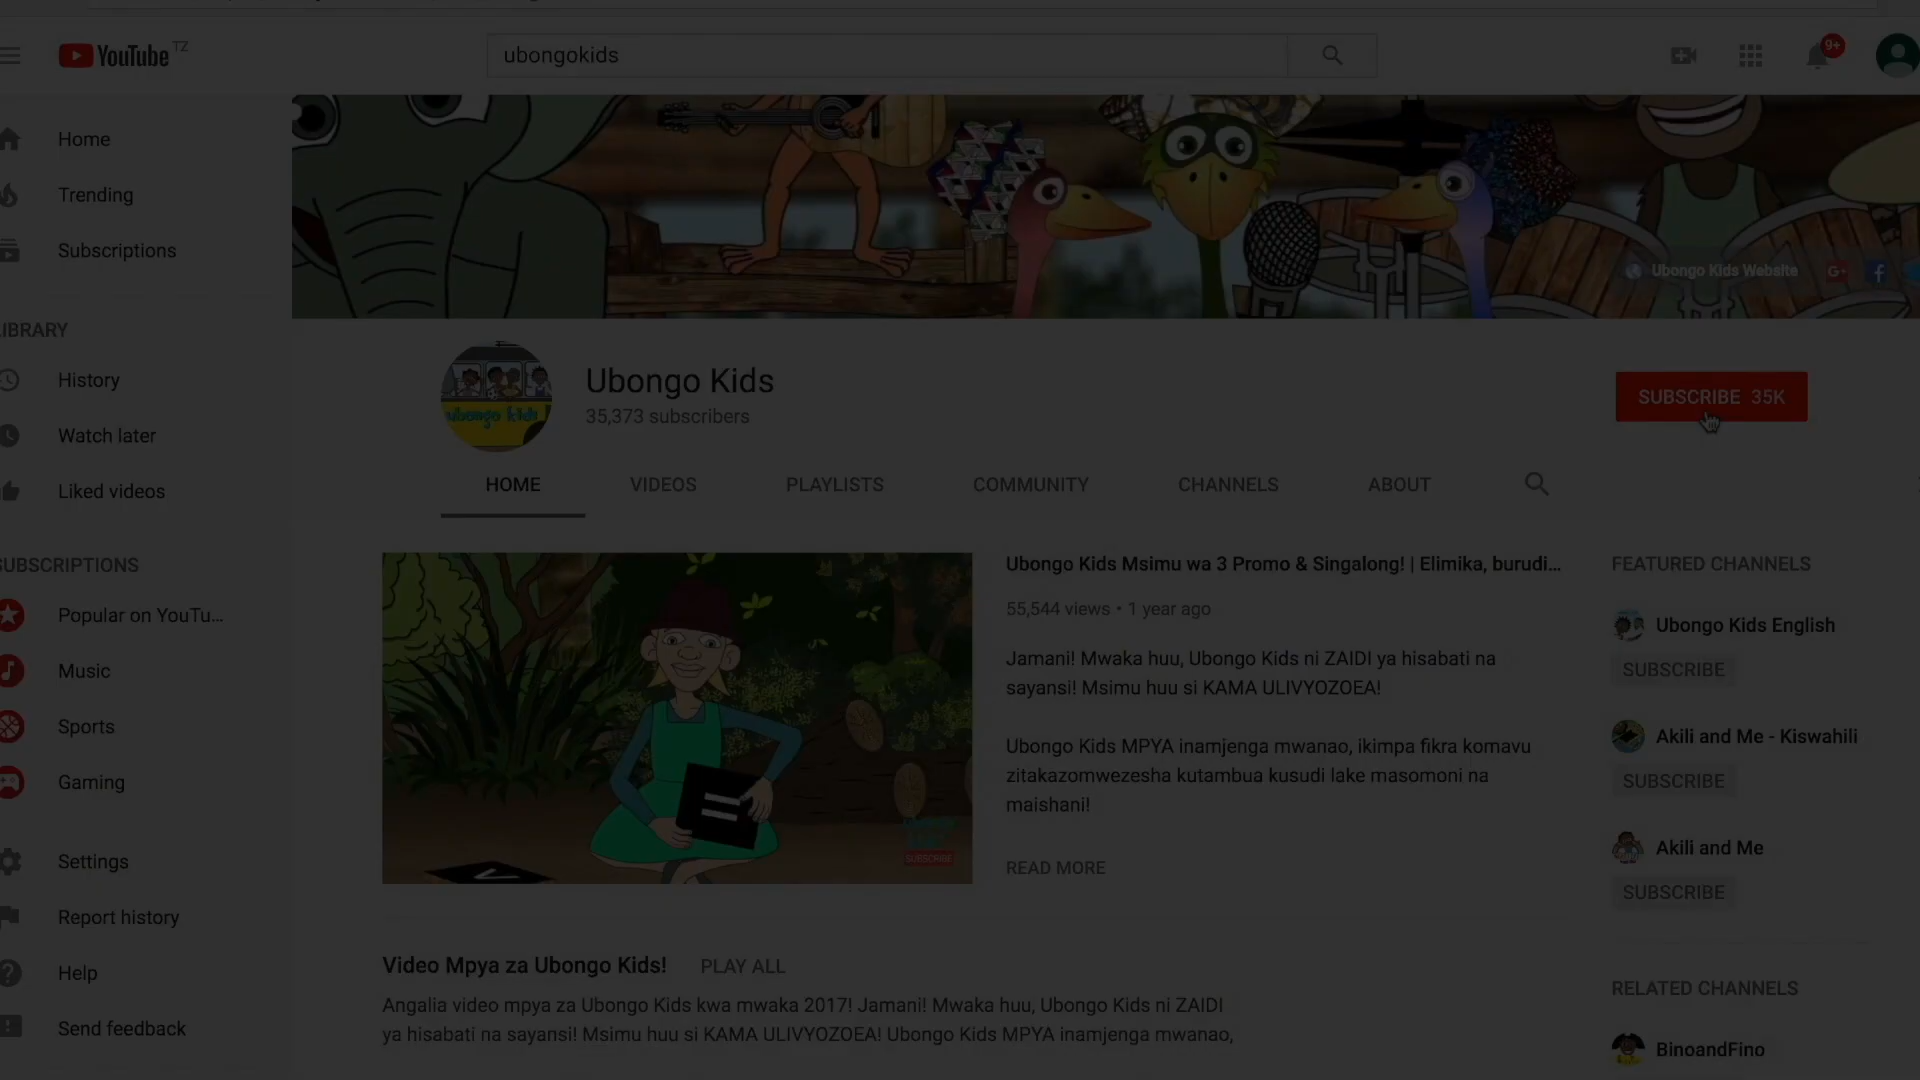 YouTube TZ
ubongokids
9+
Home
Trending
Subscriptions
Ubongo Kids Website
G+
f
IBRARY
History
Watch later
Liked videos
ubongo kids
Ubongo Kids
35,373 subscribers
SUBSCRIBE 35K
HOME
VIDEOS
PLAYLISTS
COMMUNITY
CHANNELS
ABOUT
SUBSCRIPTIONS
Popular on YouTu...
Music
Sports
Gaming
Settings
Report history
Help
Send feedback
SUBSCRIBE
Ubongo Kids Msimu wa 3 Promo & Singalong! | Elimika, burudi...
55,544 views • 1 year ago
Jamani! Mwaka huu, Ubongo Kids ni ZAIDI ya hisabati na
sayansi! Msimu huu si KAMA ULIVYOZOEA!
Ubongo Kids MPYA inamjenga mwanao, ikimpa fikra komavu
zitakazomwezesha kutambua kusudi lake masomoni na
maishani!
READ MORE
FEATURED CHANNELS
Ubongo Kids English
SUBSCRIBE
Akili and Me - Kiswahili
SUBSCRIBE
Akili and Me
SUBSCRIBE
Video Mpya za Ubongo Kids! PLAY ALL
Angalia video mpya za Ubongo Kids kwa mwaka 2017! Jamani! Mwaka huu, Ubongo Kids ni ZAIDI
ya hisabati na sayansi! Msimu huu si KAMA ULIVYOZOEA! Ubongo Kids MPYA inamjenga mwanao,
RELATED CHANNELS
BinoandFino